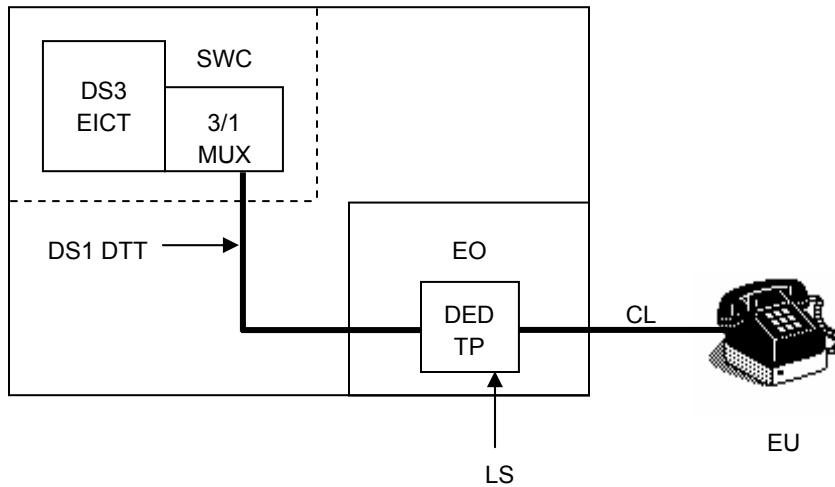 SWC
DS3
EICT
3/1
MUX
DS1 DTT
EO
DED
TP
CL
EU
LS